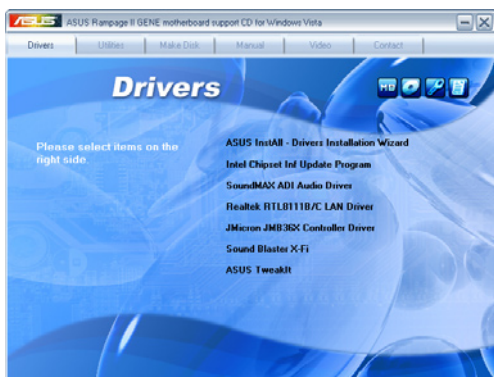 ASUS
ASUS Rampage II GENE motherboard support CD for Windows Vista
Drivers
Utilities
Make Disk
Manual
Video
Contact
Drivers
Please select items on the
right side.
ASUS InstAll - Drivers Installation Wizard
Intel Chipset Inf Update Program
SoundMAX ADI Audio Driver
Realtek RTL8111B/C LAN Driver
JMicron JMB36X Controller Driver
Sound Blaster X-Fi
ASUS TweakIt